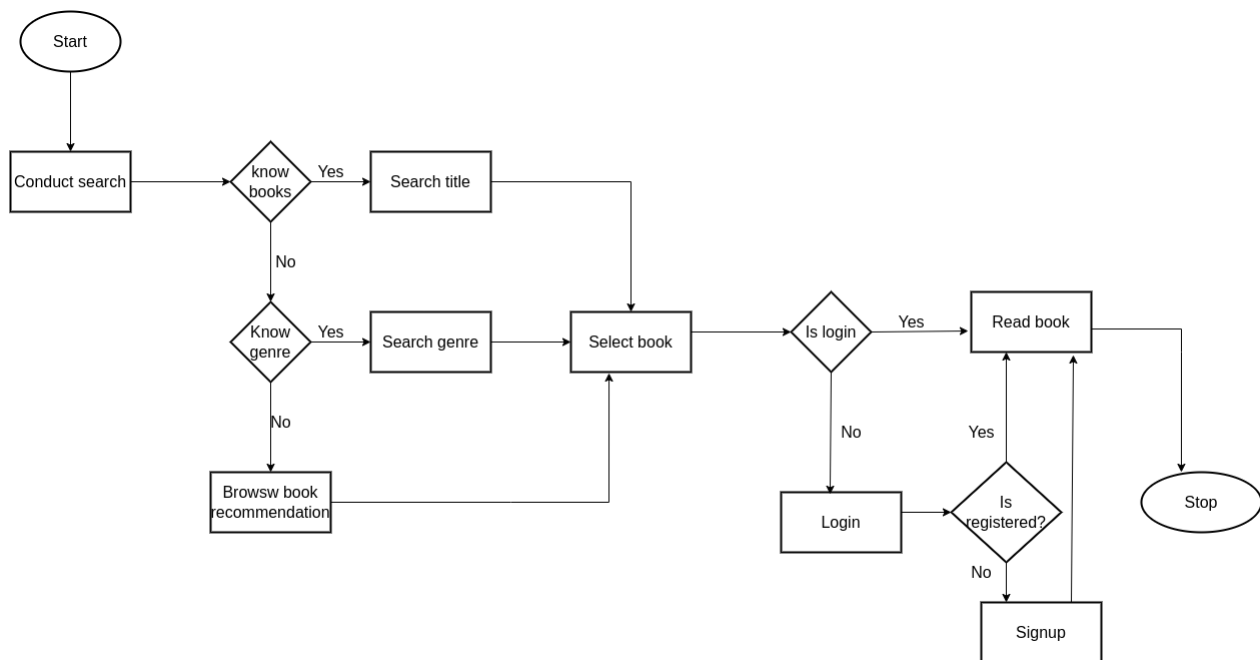 Start
Conduct search
know
books
Yes
Search title
No
Know
genre
Yes
Search genre
Select book
Is login
Yes
Read book
No
Browsw book
recommendation
No
Login
Yes
Is
registered?
Stop
No
Signup